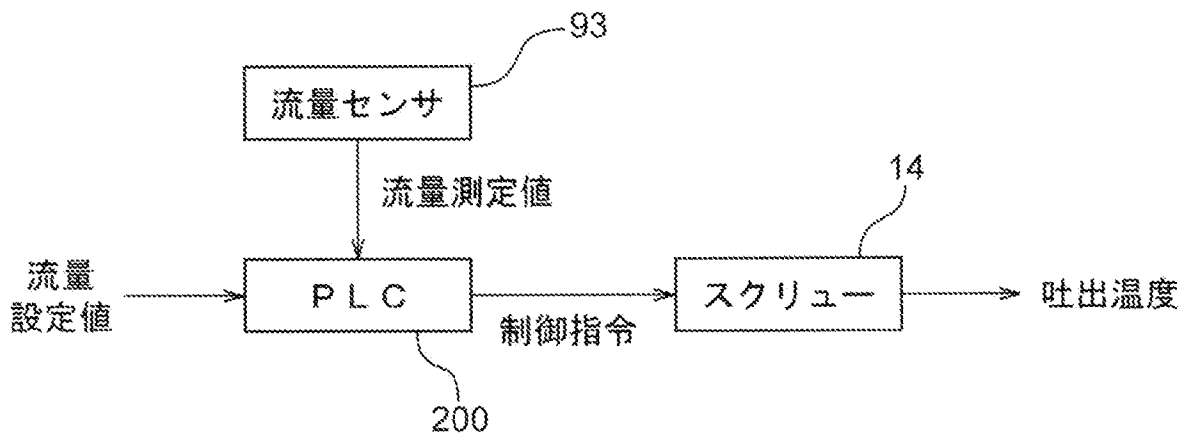 93
流量センサ
流量測定値
14
流量
設定値
ＰＬＣ
制御指令
スクリュー
吐出温度
200